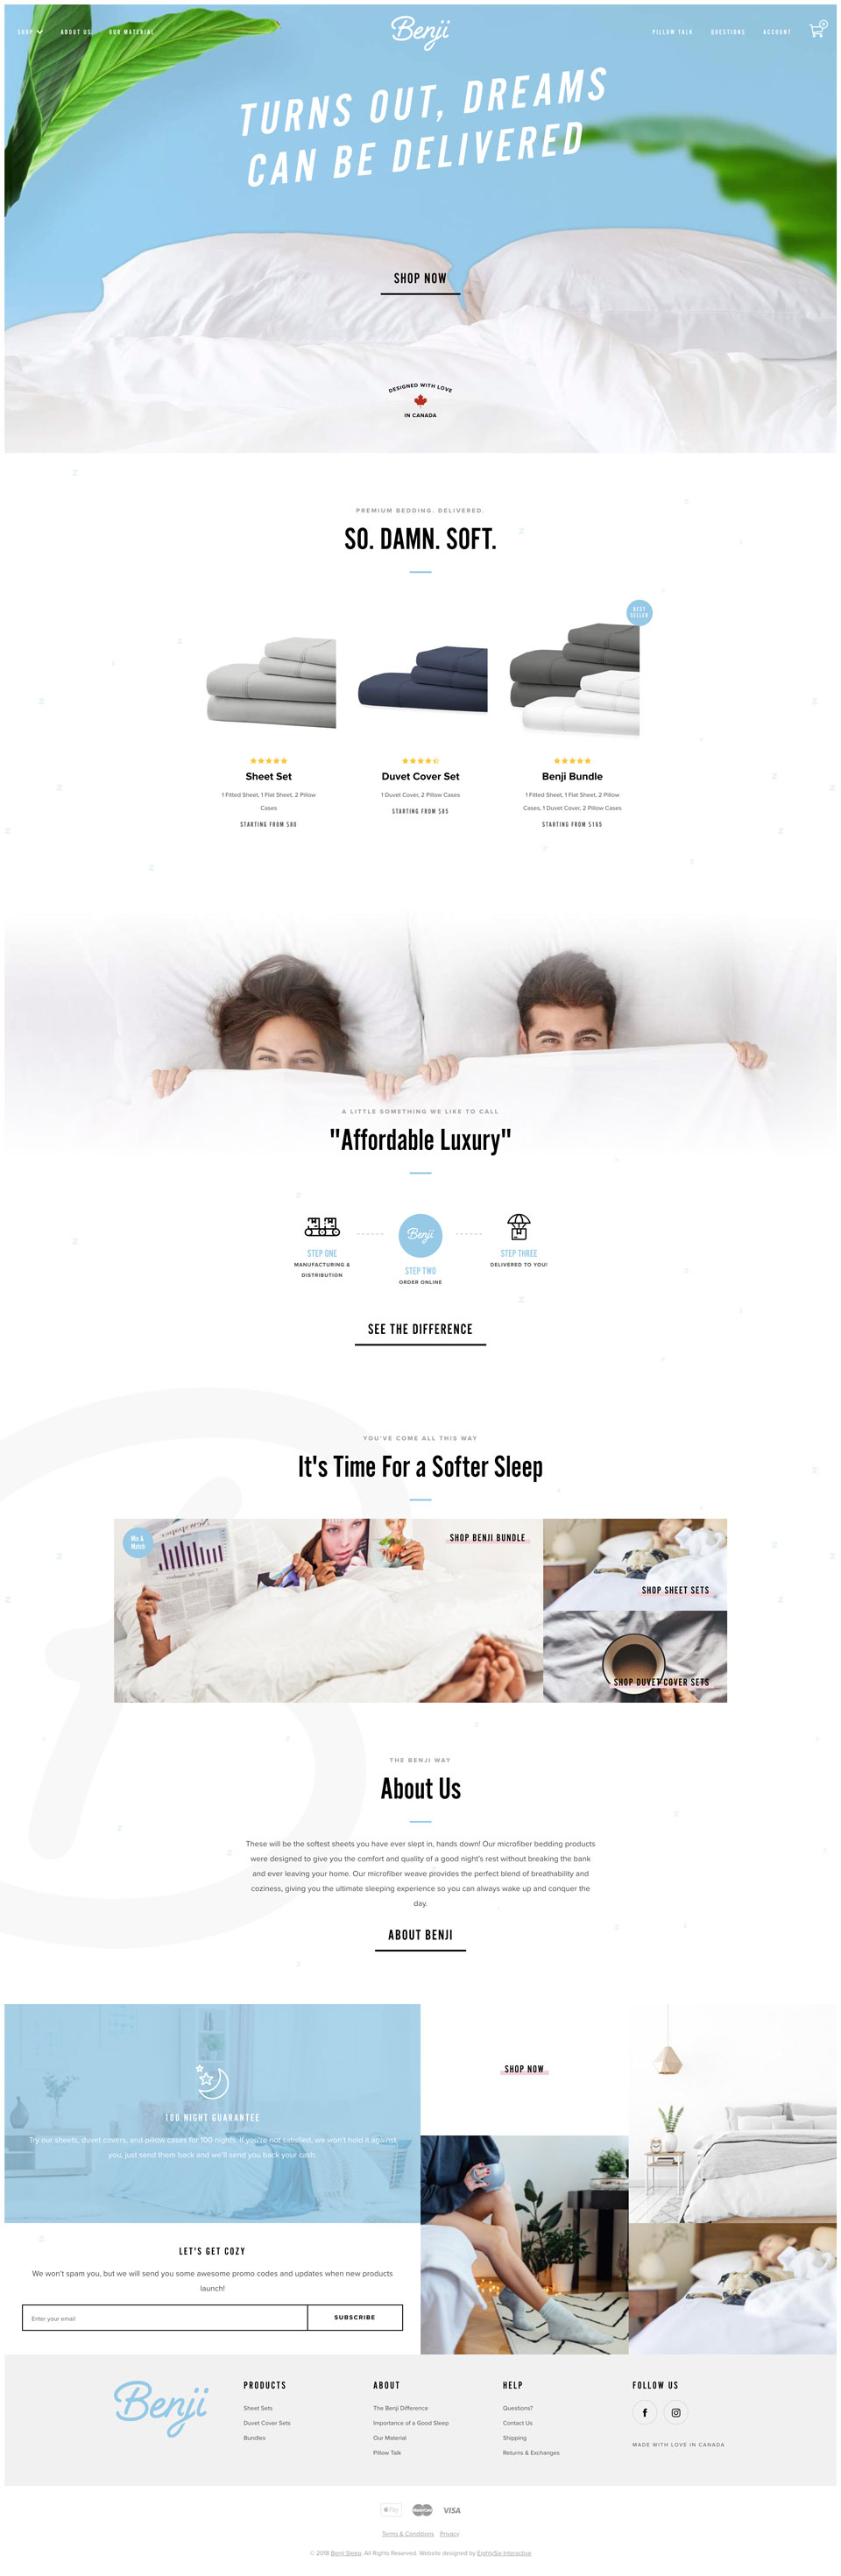 SHOP
ABOUT US
OUR MATERIAL
Benji
PILLOW TALK
QUESTIONS
ACCOUNT
0
TURNS OUT, DREAMS
CAN BE DELIVERED
SHOP NOW
DESIGNED WITH LOVE
IN CANADA
PREMIUM BEDDING. DELIVERED.
SO. DAMN. SOFT.
BEST
SELLER
Sheet Set
1 Fitted Sheet, 1 Flat Sheet, 2 Pillow
Cases
STARTING FROM $80
Duvet Cover Set
1 Duvet Cover, 2 Pillow Cases
STARTING FROM $85
Benji Bundle
1 Fitted Sheet, 1 Flat Sheet, 2 Pillow
Cases, 1 Duvet Cover, 2 Pillow Cases
STARTING FROM $165
A LITTLE SOMETHING WE LIKE TO CALL
"Affordable Luxury"
STEP ONE
MANUFACTURING &
DISTRIBUTION
Benji
STEP TWO
ORDER ONLINE
STEP THREE
DELIVERED TO YOU!
SEE THE DIFFERENCE
YOU'VE COME ALL THIS WAY
It's Time For a Softer Sleep
Mix &
Match
SHOP BENJI BUNDLE
SHOP SHEET SETS
SHOP DUVET COVER SETS
THE BENJI WAY
About Us
These will be the softest sheets you have ever slept in, hands down! Our microfiber bedding products
were designed to give you the comfort and quality of a good night's rest without breaking the bank
and ever leaving your home. Our microfiber weave provides the perfect blend of breathability and
coziness, giving you the ultimate sleeping experience so you can always wake up and conquer the
day.
ABOUT BENJI
100 NIGHT GUARANTEE
Try our sheets, duvet covers, and pillow cases for 100 nights. If you're not satisfied, we won't hold it against
you, just send them back and we'll send you back your cash.
SHOP NOW
LET'S GET COZY
We won't spam you, but we will send you some awesome promo codes and updates when new products
launch!
Enter your email
SUBSCRIBE
Benji
PRODUCTS
Sheet Sets
Duvet Cover Sets
Bundles
ABOUT
The Benji Difference
Importance of a Good Sleep
Our Material
Pillow Talk
HELP
Questions?
Contact Us
Shipping
Returns & Exchanges
FOLLOW US
MADE WITH LOVE IN CANADA
Pay
MasterCard
VISA
Terms & Conditions
Privacy
© 2018 Benji Sleep. All Rights Reserved. Website designed by EightySix Interactive